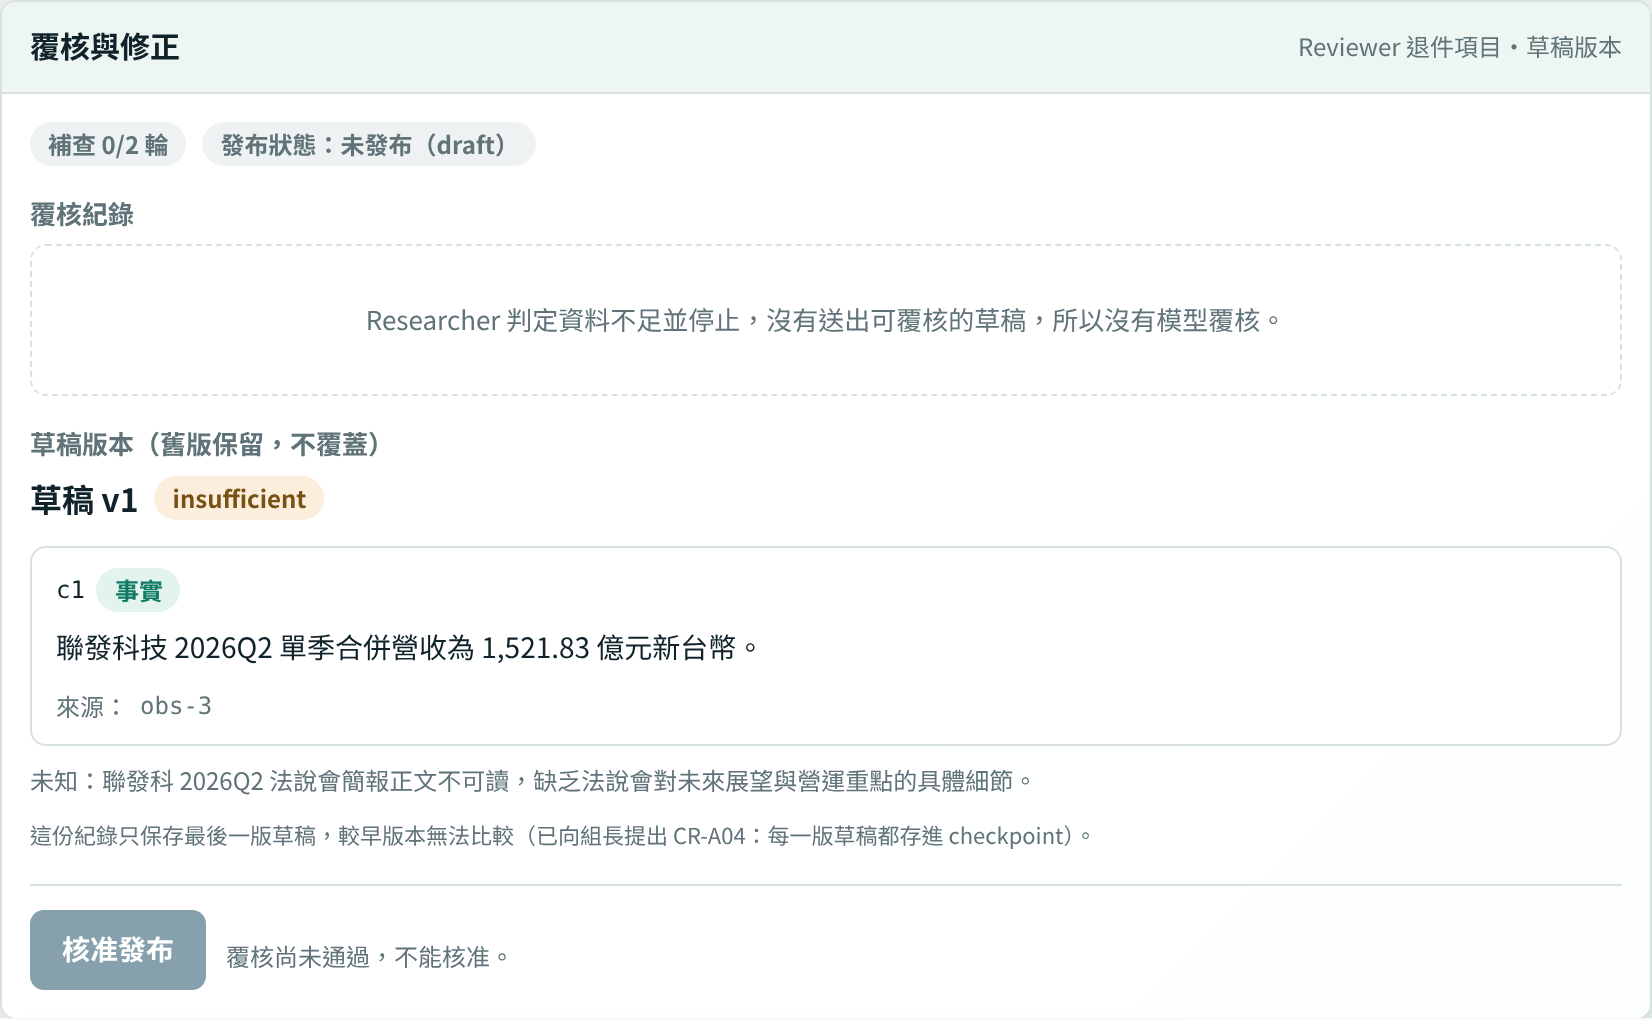 覆核與修正
Reviewer 退件項目・草稿版本
補查 0/2 輪
發布狀態：未發布（draft）
覆核紀錄
Researcher 判定資料不足並停止，沒有送出可覆核的草稿，所以沒有模型覆核。
草稿版本（舊版保留，不覆蓋）
草稿 v1 insufficient
c1 事實
聯發科技 2026Q2 單季合併營收為 1,521.83 億元新台幣。
來源： obs-3
未知：聯發科 2026Q2 法說會簡報正文不可讀，缺乏法說會對未來展望與營運重點的具體細節。
這份紀錄只保存最後一版草稿，較早版本無法比較（已向組長提出 CR-A04：每一版草稿都存進 checkpoint）。
核准發布
覆核尚未通過，不能核准。